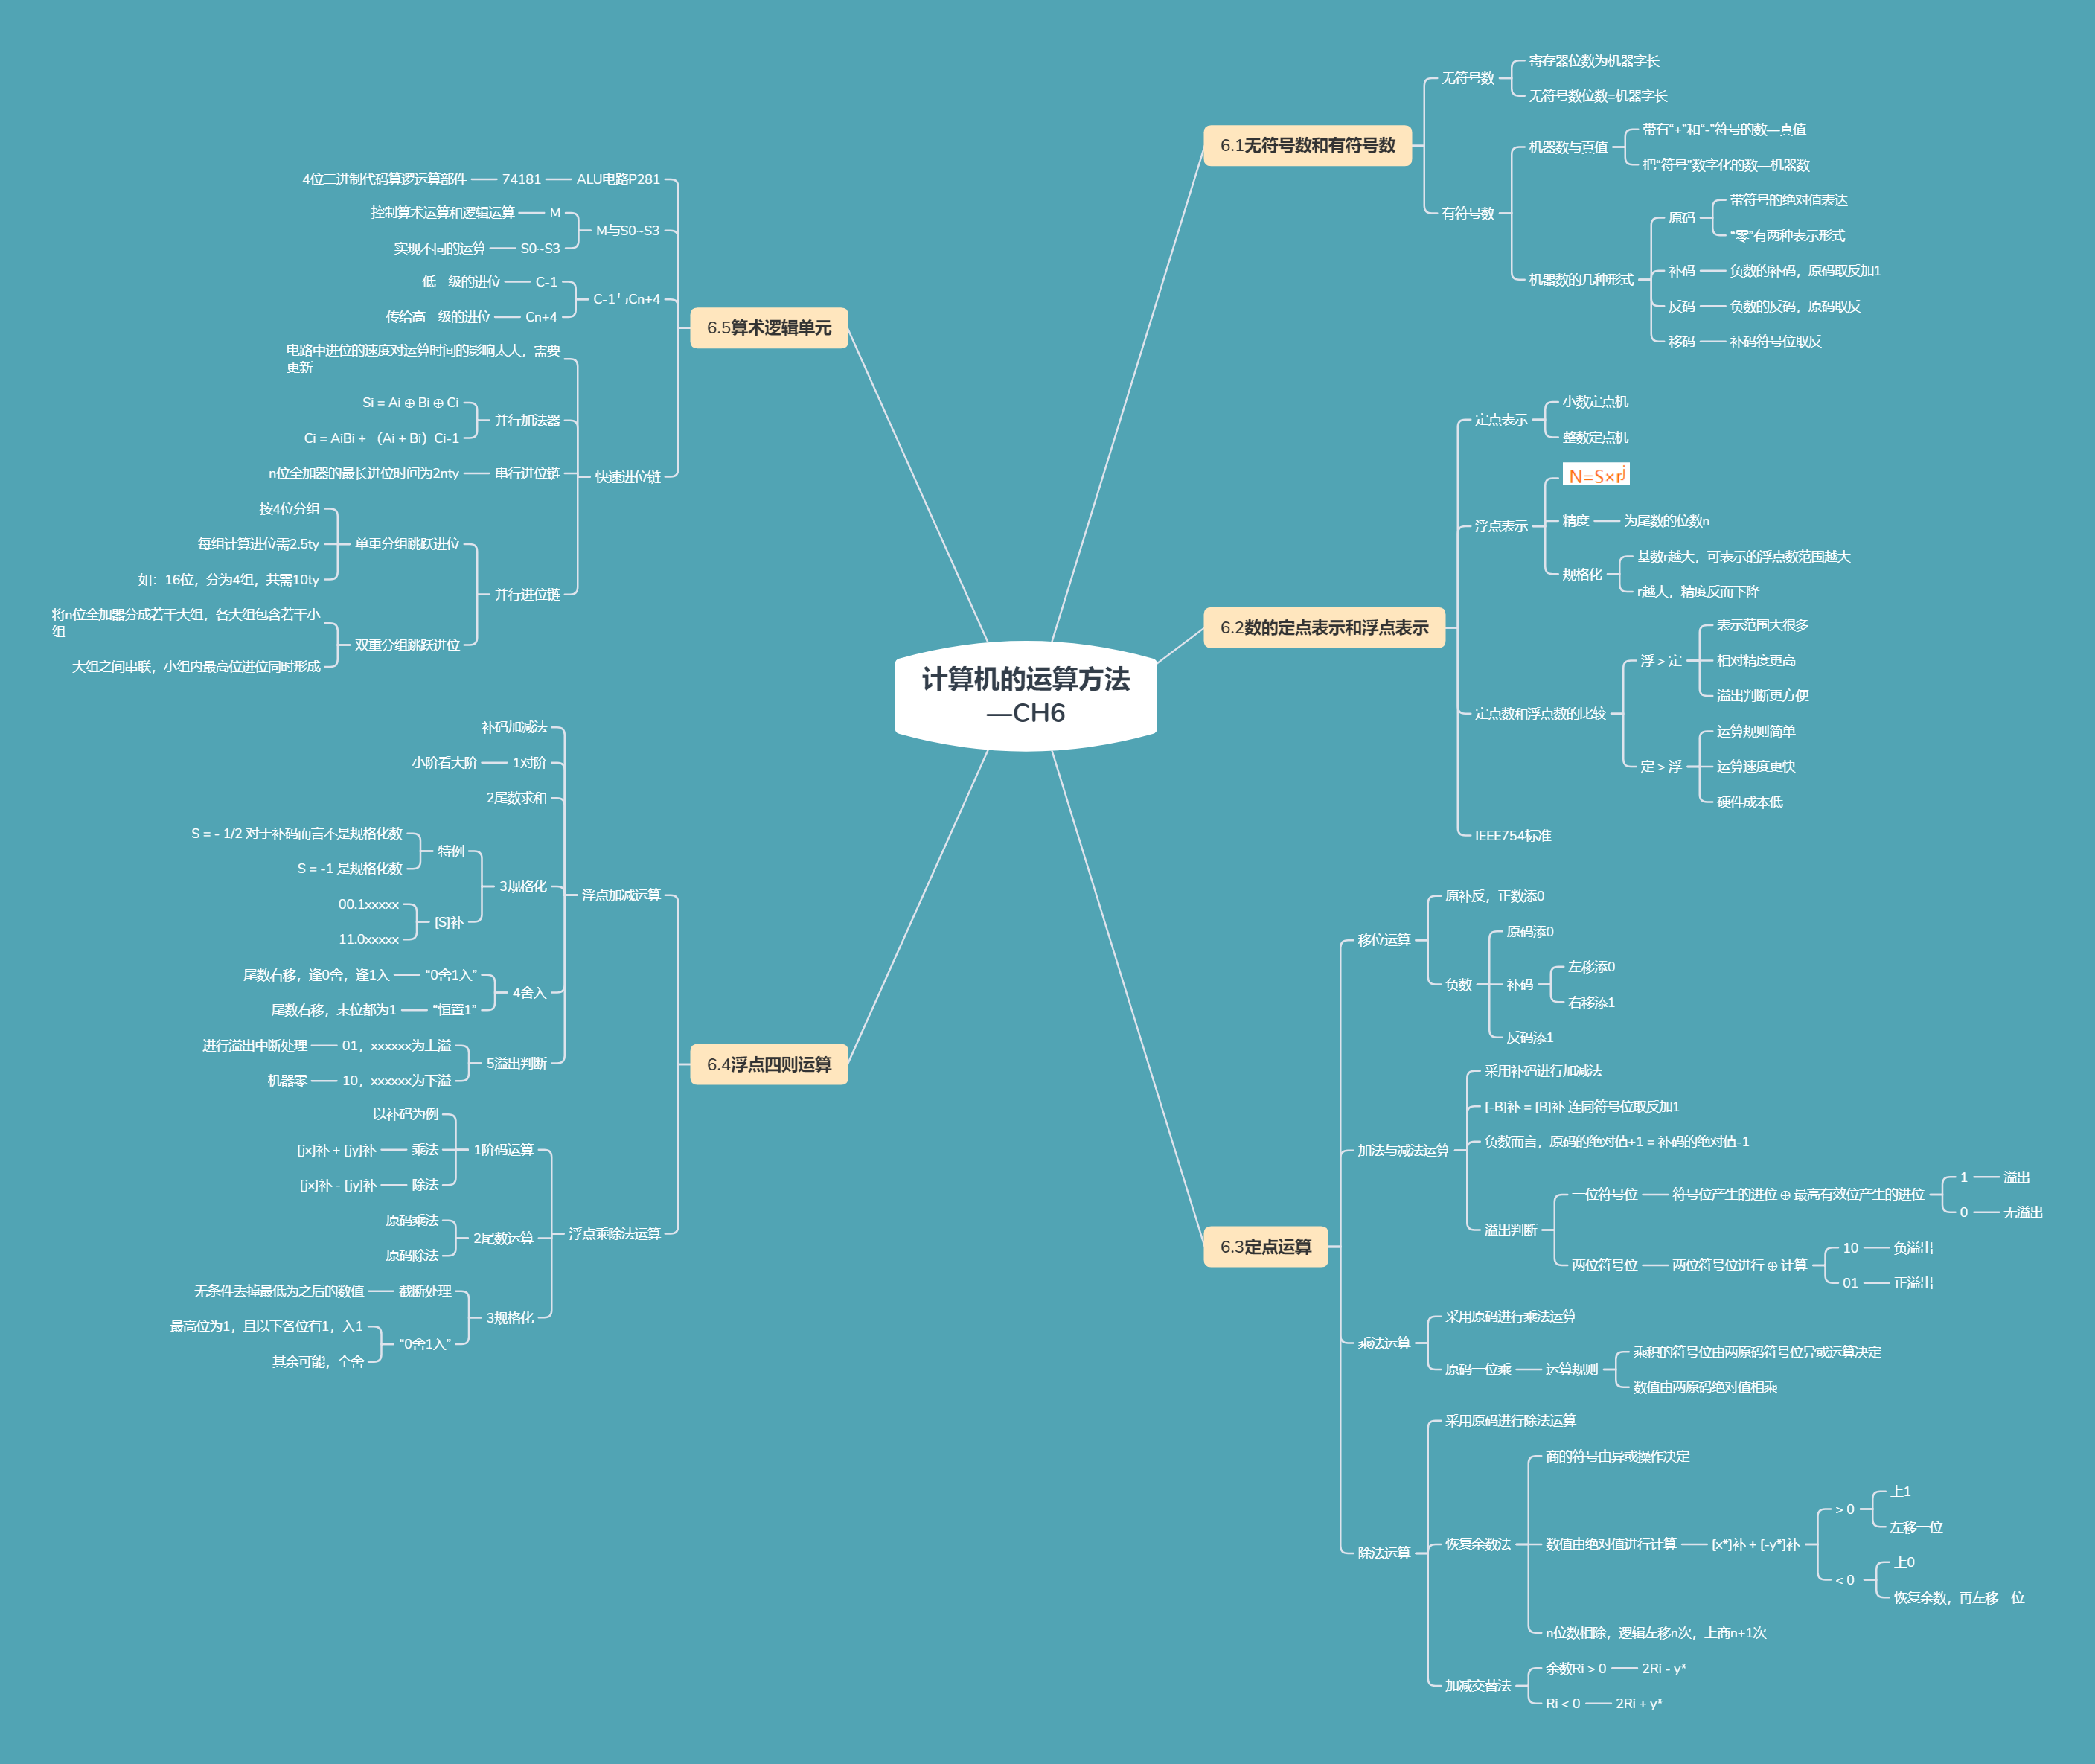 计算机的运算方法
—CH6
6.1无符号数和有符号数
无符号数
寄存器位数为机器字长
无符号数位数=机器字长
有符号数
机器数与真值
带有“+”和“-”符号的数—真值
把“符号”数字化的数—机器数
机器数的几种形式
原码
带符号的绝对值表达
“零”有两种表示形式
补码
负数的补码，原码取反加1
反码
负数的反码，原码取反
移码
补码符号位取反
6.2数的定点表示和浮点表示
定点表示
小数定点机
整数定点机
浮点表示
N=S×rʲ
精度
为尾数的位数n
规格化
基数r越大，可表示的浮点数范围越大
r越大，精度反而下降
定点数和浮点数的比较
浮 > 定
表示范围大很多
相对精度更高
溢出判断更方便
定 > 浮
运算规则简单
运算速度更快
硬件成本低
IEEE754标准
6.3定点运算
移位运算
原补反，正数添0
负数
原码添0
补码
左移添0
右移添1
反码添1
加法与减法运算
采用补码进行加减法
[-B]补 = [B]补 连同符号位取反加1
负数而言，原码的绝对值+1 = 补码的绝对值-1
溢出判断
一位符号位
符号位产生的进位 ⊕ 最高有效位产生的进位
1
溢出
0
无溢出
两位符号位
两位符号位进行 ⊕ 计算
10
负溢出
01
正溢出
乘法运算
采用原码进行乘法运算
原码一位乘
运算规则
乘积的符号位由两原码符号位异或运算决定
数值由两原码绝对值相乘
除法运算
采用原码进行除法运算
恢复余数法
商的符号由异或操作决定
数值由绝对值进行计算
[x*]补 + [-y*]补
> 0
上1
左移一位
< 0
上0
恢复余数，再左移一位
n位数相除，逻辑左移n次，上商n+1次
加减交替法
余数Ri > 0
2Ri - y*
Ri < 0
2Ri + y*
6.5算术逻辑单元
ALU电路P281
74181
4位二进制代码算逻运算部件
M与S0~S3
M
控制算术运算和逻辑运算
S0~S3
实现不同的运算
C-1与Cn+4
C-1
低一级的进位
Cn+4
传给高一级的进位
快速进位链
电路中进位的速度对运算时间的影响太大，需要
更新
并行加法器
Si = Ai ⊕ Bi ⊕ Ci
Ci = AiBi + （Ai + Bi）Ci-1
串行进位链
n位全加器的最长进位时间为2nty
并行进位链
单重分组跳跃进位
按4位分组
每组计算进位需2.5ty
如：16位，分为4组，共需10ty
双重分组跳跃进位
将n位全加器分成若干大组，各大组包含若干小
组
大组之间串联，小组内最高位进位同时形成
6.4浮点四则运算
浮点加减运算
补码加减法
1对阶
小阶看大阶
2尾数求和
3规格化
特例
S = - 1/2 对于补码而言不是规格化数
S = -1 是规格化数
[S]补
00.1xxxxx
11.0xxxxx
4舍入
“0舍1入”
尾数右移，逢0舍，逢1入
“恒置1”
尾数右移，末位都为1
5溢出判断
01，xxxxxx为上溢
进行溢出中断处理
10，xxxxxx为下溢
机器零
浮点乘除法运算
1阶码运算
以补码为例
乘法
[jx]补 + [jy]补
除法
[jx]补 - [jy]补
2尾数运算
原码乘法
原码除法
3规格化
截断处理
无条件丢掉最低为之后的数值
“0舍1入”
最高位为1，且以下各位有1，入1
其余可能，全舍